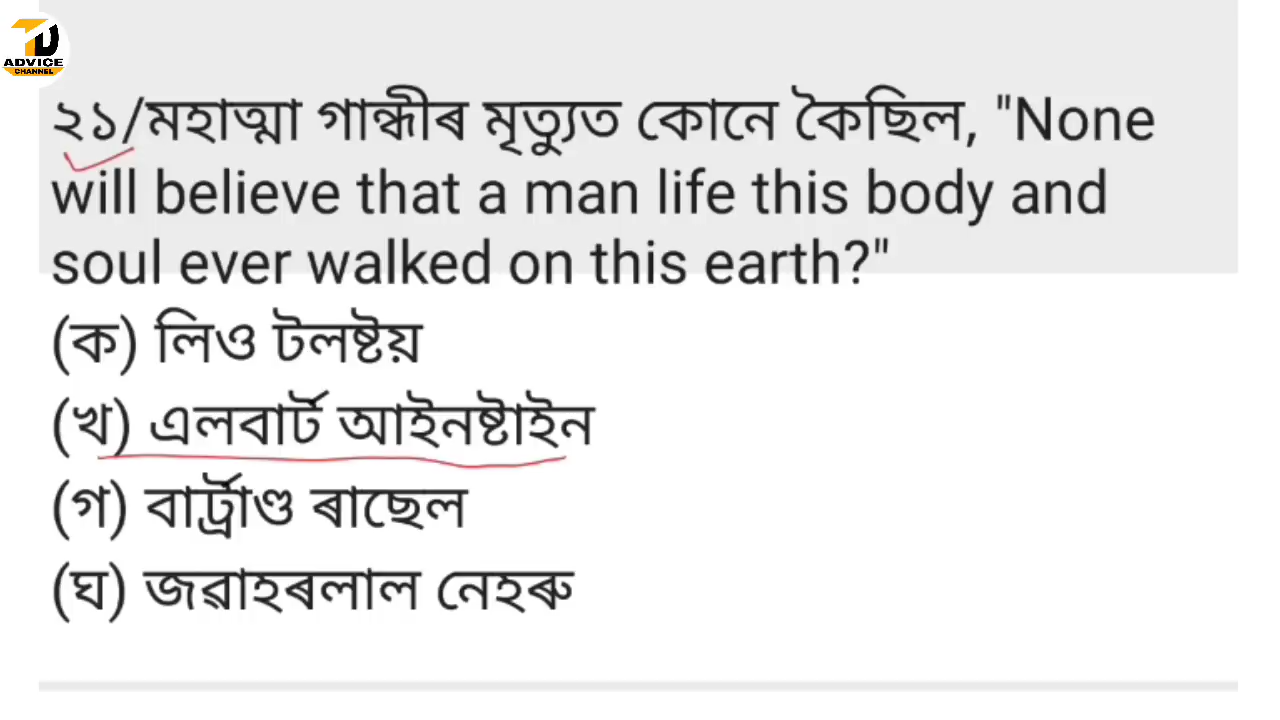 TD
ADVICE
CHANNEL
২১/মহাত্মা গান্ধীৰ মৃত্যুত কোনে কৈছিল, "None
will believe that a man life this body and
soul ever walked on this earth?"
(ক) লিও টলষ্টয়
(খ) এলবাৰ্ট আইনষ্টাইন
(গ) বাৰ্ট্ৰাণ্ড ৰাছেল
(ঘ) জৱাহৰলাল নেহৰু